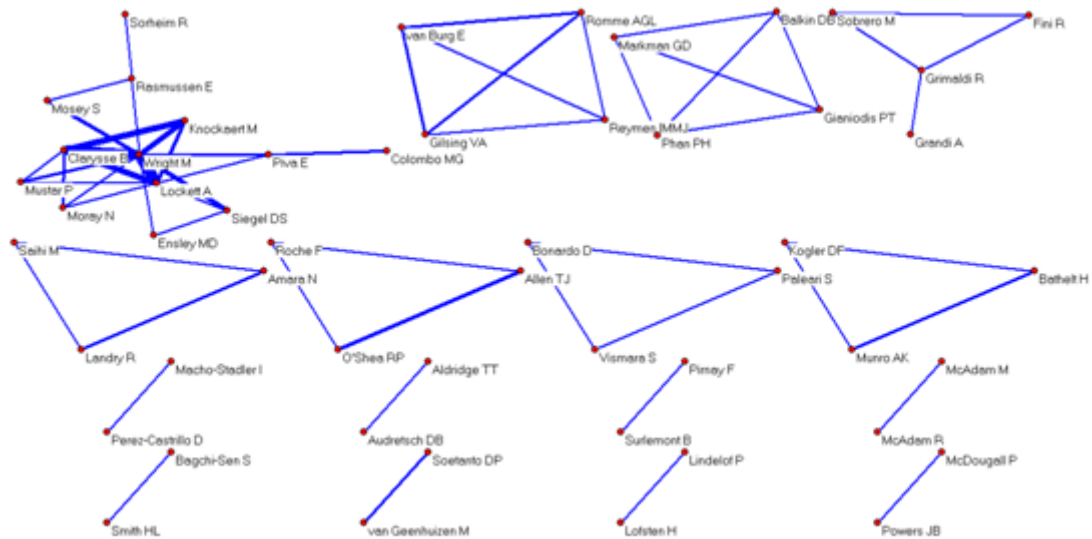 Sorheim R
Rasmussen E
Mosey S
Knockaert M
Clarysse B
Wright M
Piva E
Colombo MG
Mustar P
Lockett A
Moray N
Siegel DS
Ensley MD
van Burg E
Romme AGL
Gilsing VA
Reymen IMMJ
Markman GD
Balkin DB
Phan PH
Gianiodis PT
Sobrero M
Fini R
Grimaldi R
Grandi A
Saihi M
Amara N
Landry R
Roche F
Allen TJ
O'Shea RP
Bonardo D
Paleari S
Vismara S
Kogler DF
Bathelt H
Munro AK
Macho-Stadler I
Perez-Castrillo D
Aldridge TT
Audretsch DB
Pirnay F
Surlemont B
McAdam M
McAdam R
Bagchi-Sen S
Smith HL
Soetanto DP
van Geenhuizen M
Lindelof P
Lofsten H
McDougall P
Powers JB